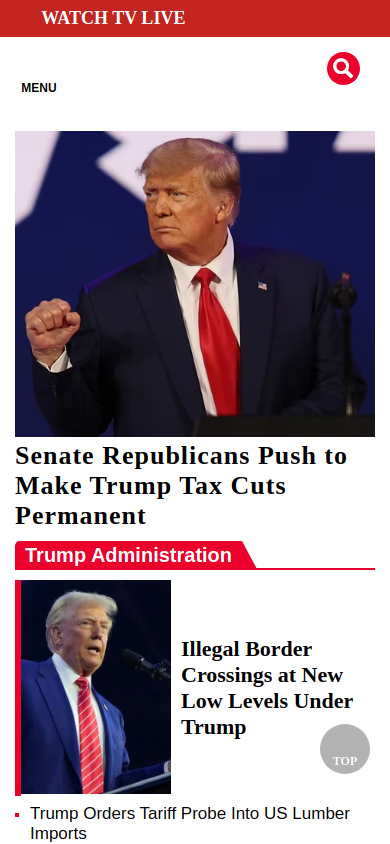 WATCH TV LIVE
MENU
Senate Republicans Push to
Make Trump Tax Cuts
Permanent
Trump Administration
Illegal Border
Crossings at New
Low Levels Under
Trump
TOP
Trump Orders Tariff Probe Into US Lumber
Imports